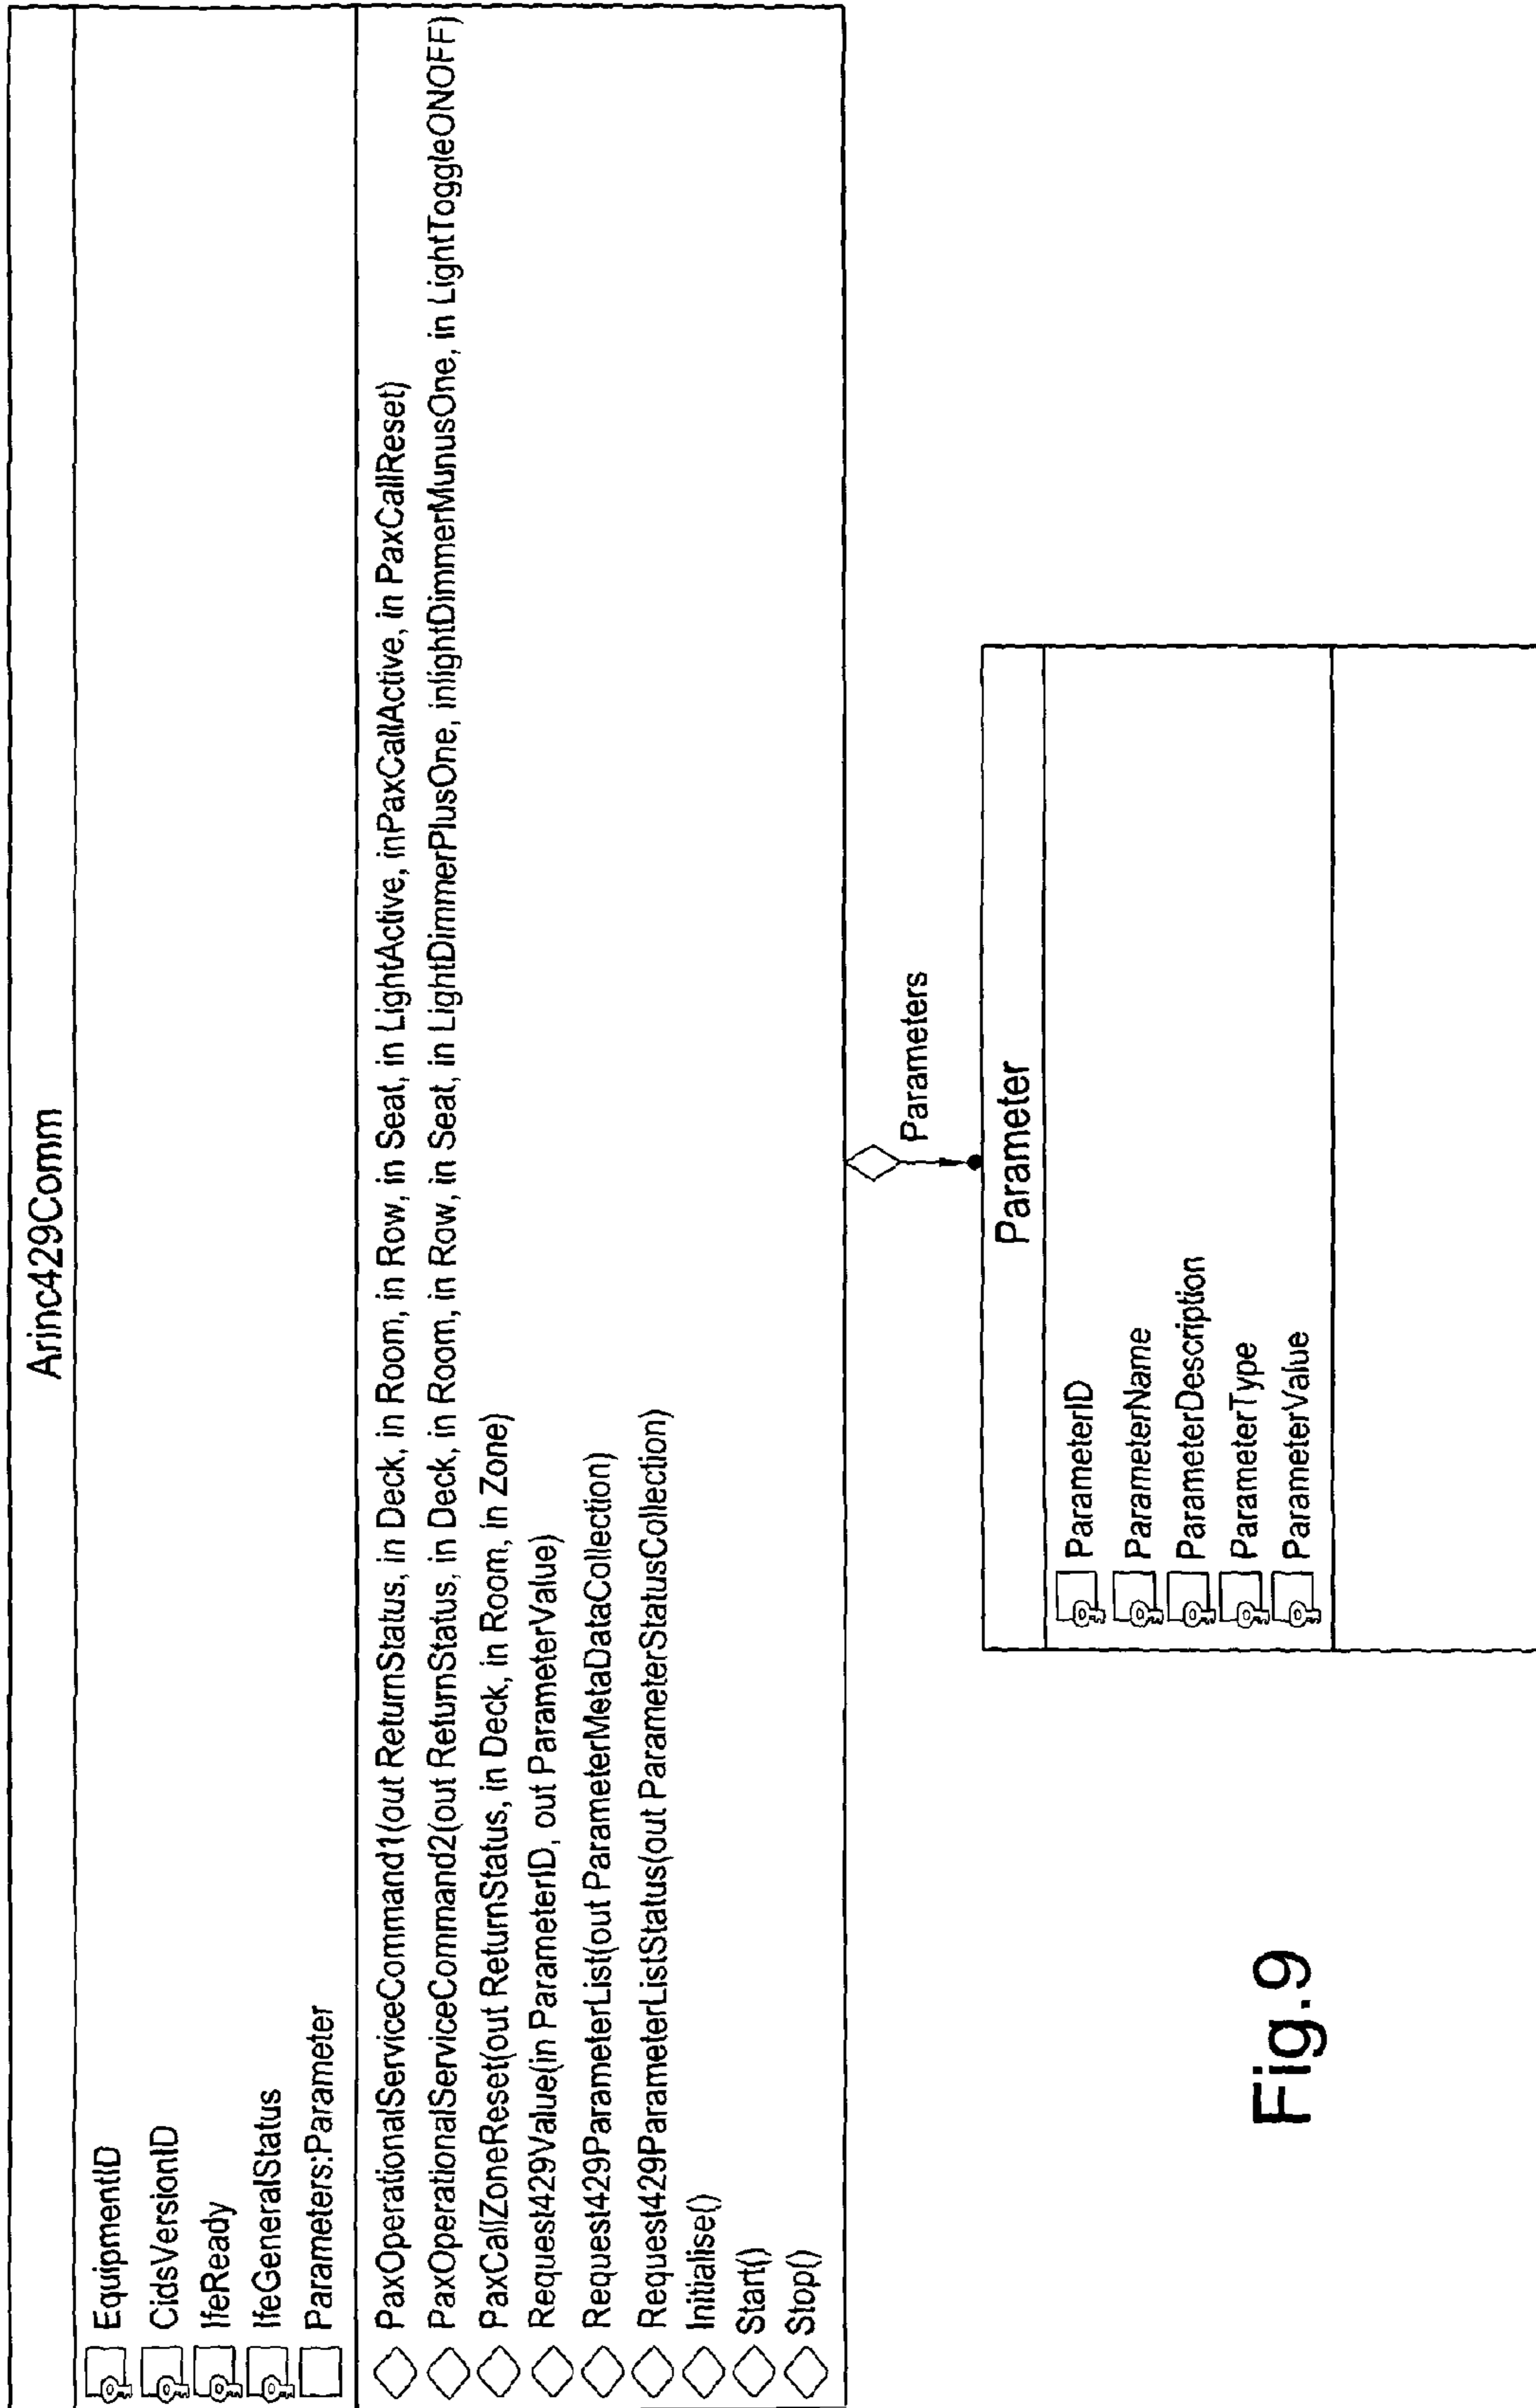 Arinc429Comm
EquipmentID
CidsVersionID
IfeReady
IfeGeneralStatus
Parameters:Parameter
PaxOperationalServiceCommand1(out ReturnStatus, in Deck, in Room, in Row, in Seat, in LightActive, inPaxCallActive, in PaxCallReset)
PaxOperationalServiceCommand2(out ReturnStatus, in Deck, in Room, in Row, in Seat, in LightDimmerPlusOne, inlightDimmerMunusOne, in LightToggleONOFF)
PaxCallZoneReset(out ReturnStatus, in Deck, in Room, in Zone)
Request429Value(in ParameterID, out ParameterValue)
Request429ParameterList(out ParameterMetaDataCollection)
Request429ParameterListStatus(out ParameterStatusCollection)
Initialise()
Start()
Stop()
Parameters
Parameter
ParameterID
ParameterName
ParameterDescription
ParameterType
ParameterValue
Fig.9